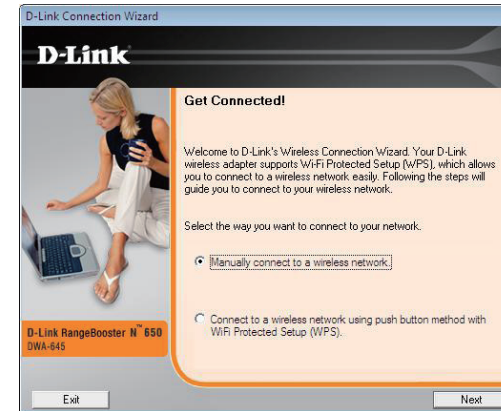 D-Link Connection Wizard
D-Link
Get Connected!
Welcome to D-Link's Wireless Connection Wizard. Your D-Link
wireless adapter supports Wi-Fi Protected Setup (WPS), which allows
you to connect to a wireless network easily. Following the steps will
guide you to connect to your wireless network.
Select the way you want to connect to your network.
Manually connect to a wireless network.
Connect to a wireless network using push button method with
WiFi Protected Setup (WPS).
D-Link RangeBooster N™ 650
DWA-645
Exit
Next